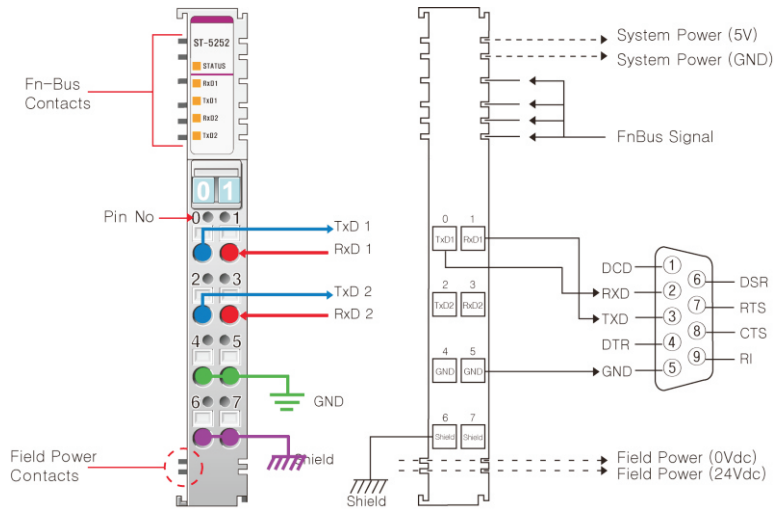 ST-5252
STATUS
RxD1
TxD1
RxD2
TxD2
Fn-Bus
Contacts
01
Pin No
0 1
TxD 1
RxD 1
2 3
TxD 2
RxD 2
4 5
GND
6 7
Shield
Field Power
Contacts
System Power (5V)
System Power (GND)
FnBus Signal
0 1
TxD1 RxD1
2 3
TxD2 RxD2
4 5
GND GND
6 7
Shield Shield
Shield
DCD 1
RXD 2
TXD 3
DTR 4
GND 5
6 DSR
7 RTS
8 CTS
9 RI
Field Power (0Vdc)
Field Power (24Vdc)